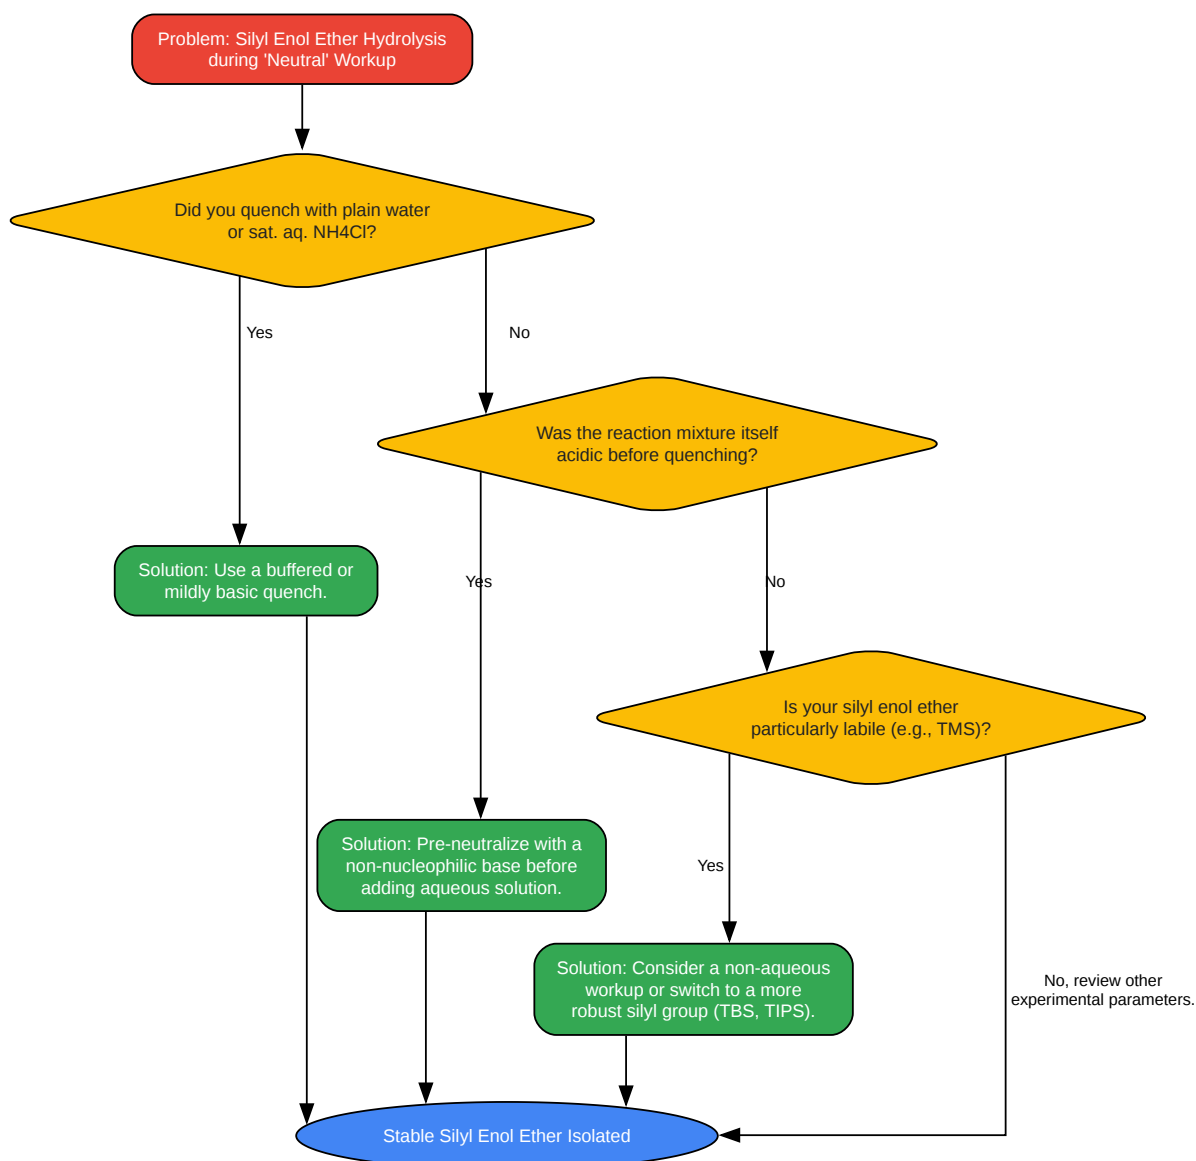 Problem: Silyl Enol Ether Hydrolysis
during 'Neutral' Workup
Did you quench with plain water
or sat. aq. NH4Cl?
Yes
No
Was the reaction mixture itself
acidic before quenching?
Solution: Use a buffered or
mildly basic quench.
Yes
No
Is your silyl enol ether
particularly labile (e.g., TMS)?
Solution: Pre-neutralize with a
non-nucleophilic base before
adding aqueous solution.
Yes
Solution: Consider a non-aqueous
workup or switch to a more
robust silyl group (TBS, TIPS).
No, review other
experimental parameters.
Stable Silyl Enol Ether Isolated